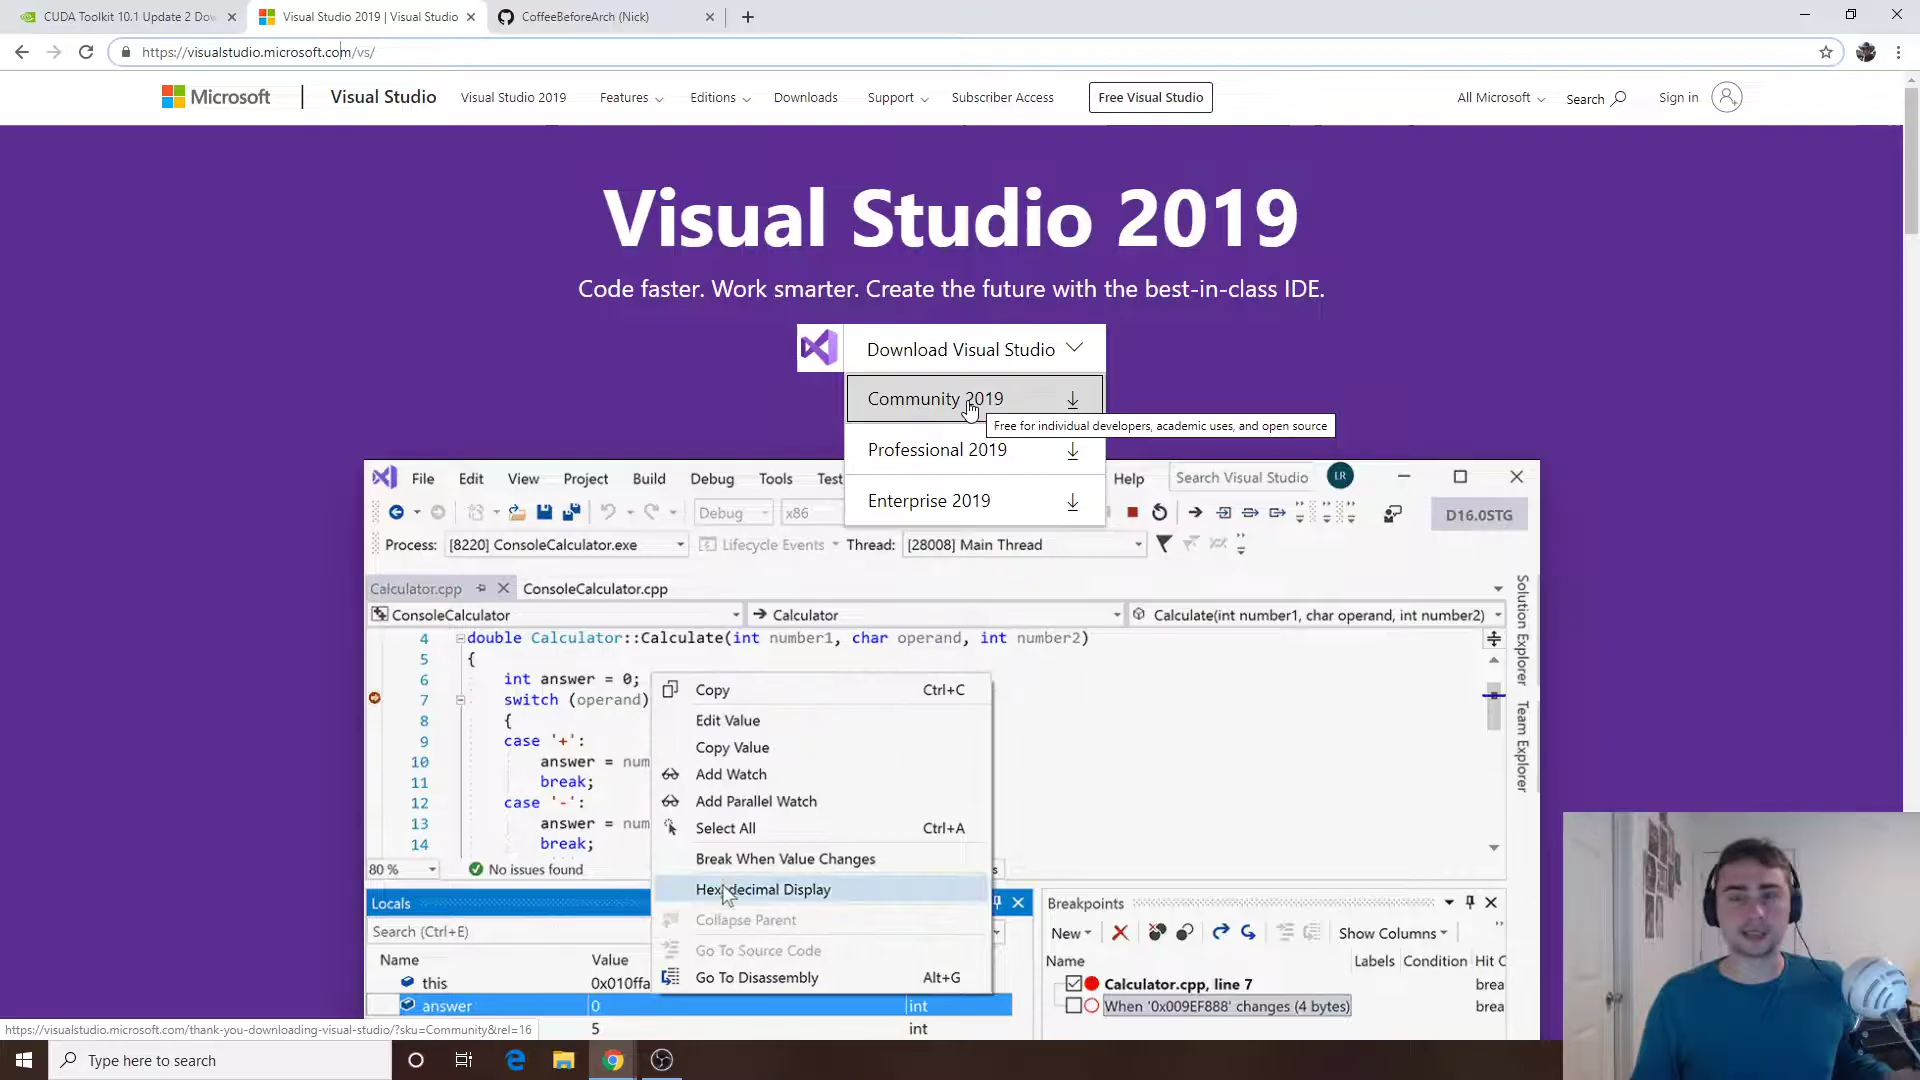 CUDA Toolkit 10.1 Update 2 Dow
Visual Studio 2019 | Visual Studio
CoffeeBeforeArch (Nick)
https://visualstudio.microsoft.com/vs/
Microsoft
Visual Studio
Visual Studio 2019
Features
Editions
Downloads
Support
Subscriber Access
Free Visual Studio
All Microsoft
Search
Sign in
Visual Studio 2019
Code faster. Work smarter. Create the future with the best-in-class IDE.
Download Visual Studio
Community 2019
Free for individual developers, academic uses, and open source
Professional 2019
Enterprise 2019
File Edit View Project Build Debug Tools Test Help
Search Visual Studio
LR
Debug x86
D16.0STG
Process: [8220] ConsoleCalculator.exe
Lifecycle Events
Thread: [28008] Main Thread
Calculator.cpp
ConsoleCalculator.cpp
ConsoleCalculator
Calculator
Calculate(int number1, char operand, int number2)
4 double Calculator::Calculate(int number1, char operand, int number2)
5 {
6 int answer = 0;
7 switch (operand)
8 {
9 case '+':
10 answer = num
11 break;
12 case '-':
13 answer = num
14 break;
Solution Explorer
Team Explorer
Copy Ctrl+C
Edit Value
Copy Value
Add Watch
Add Parallel Watch
Select All Ctrl+A
Break When Value Changes
Hexadecimal Display
Collapse Parent
Go To Source Code
Go To Disassembly Alt+G
80 %
No issues found
s
Locals
Search (Ctrl+E)
Name Value
this 0x010ffa
answer 0 int
5 int
Breakpoints
New
Show Columns
Name Labels Condition Hit C
Calculator.cpp, line 7 brea
When '0x009EF888' changes (4 bytes) brea
https://visualstudio.microsoft.com/thank-you-downloading-visual-studio/?sku=Community&rel=16
Type here to search